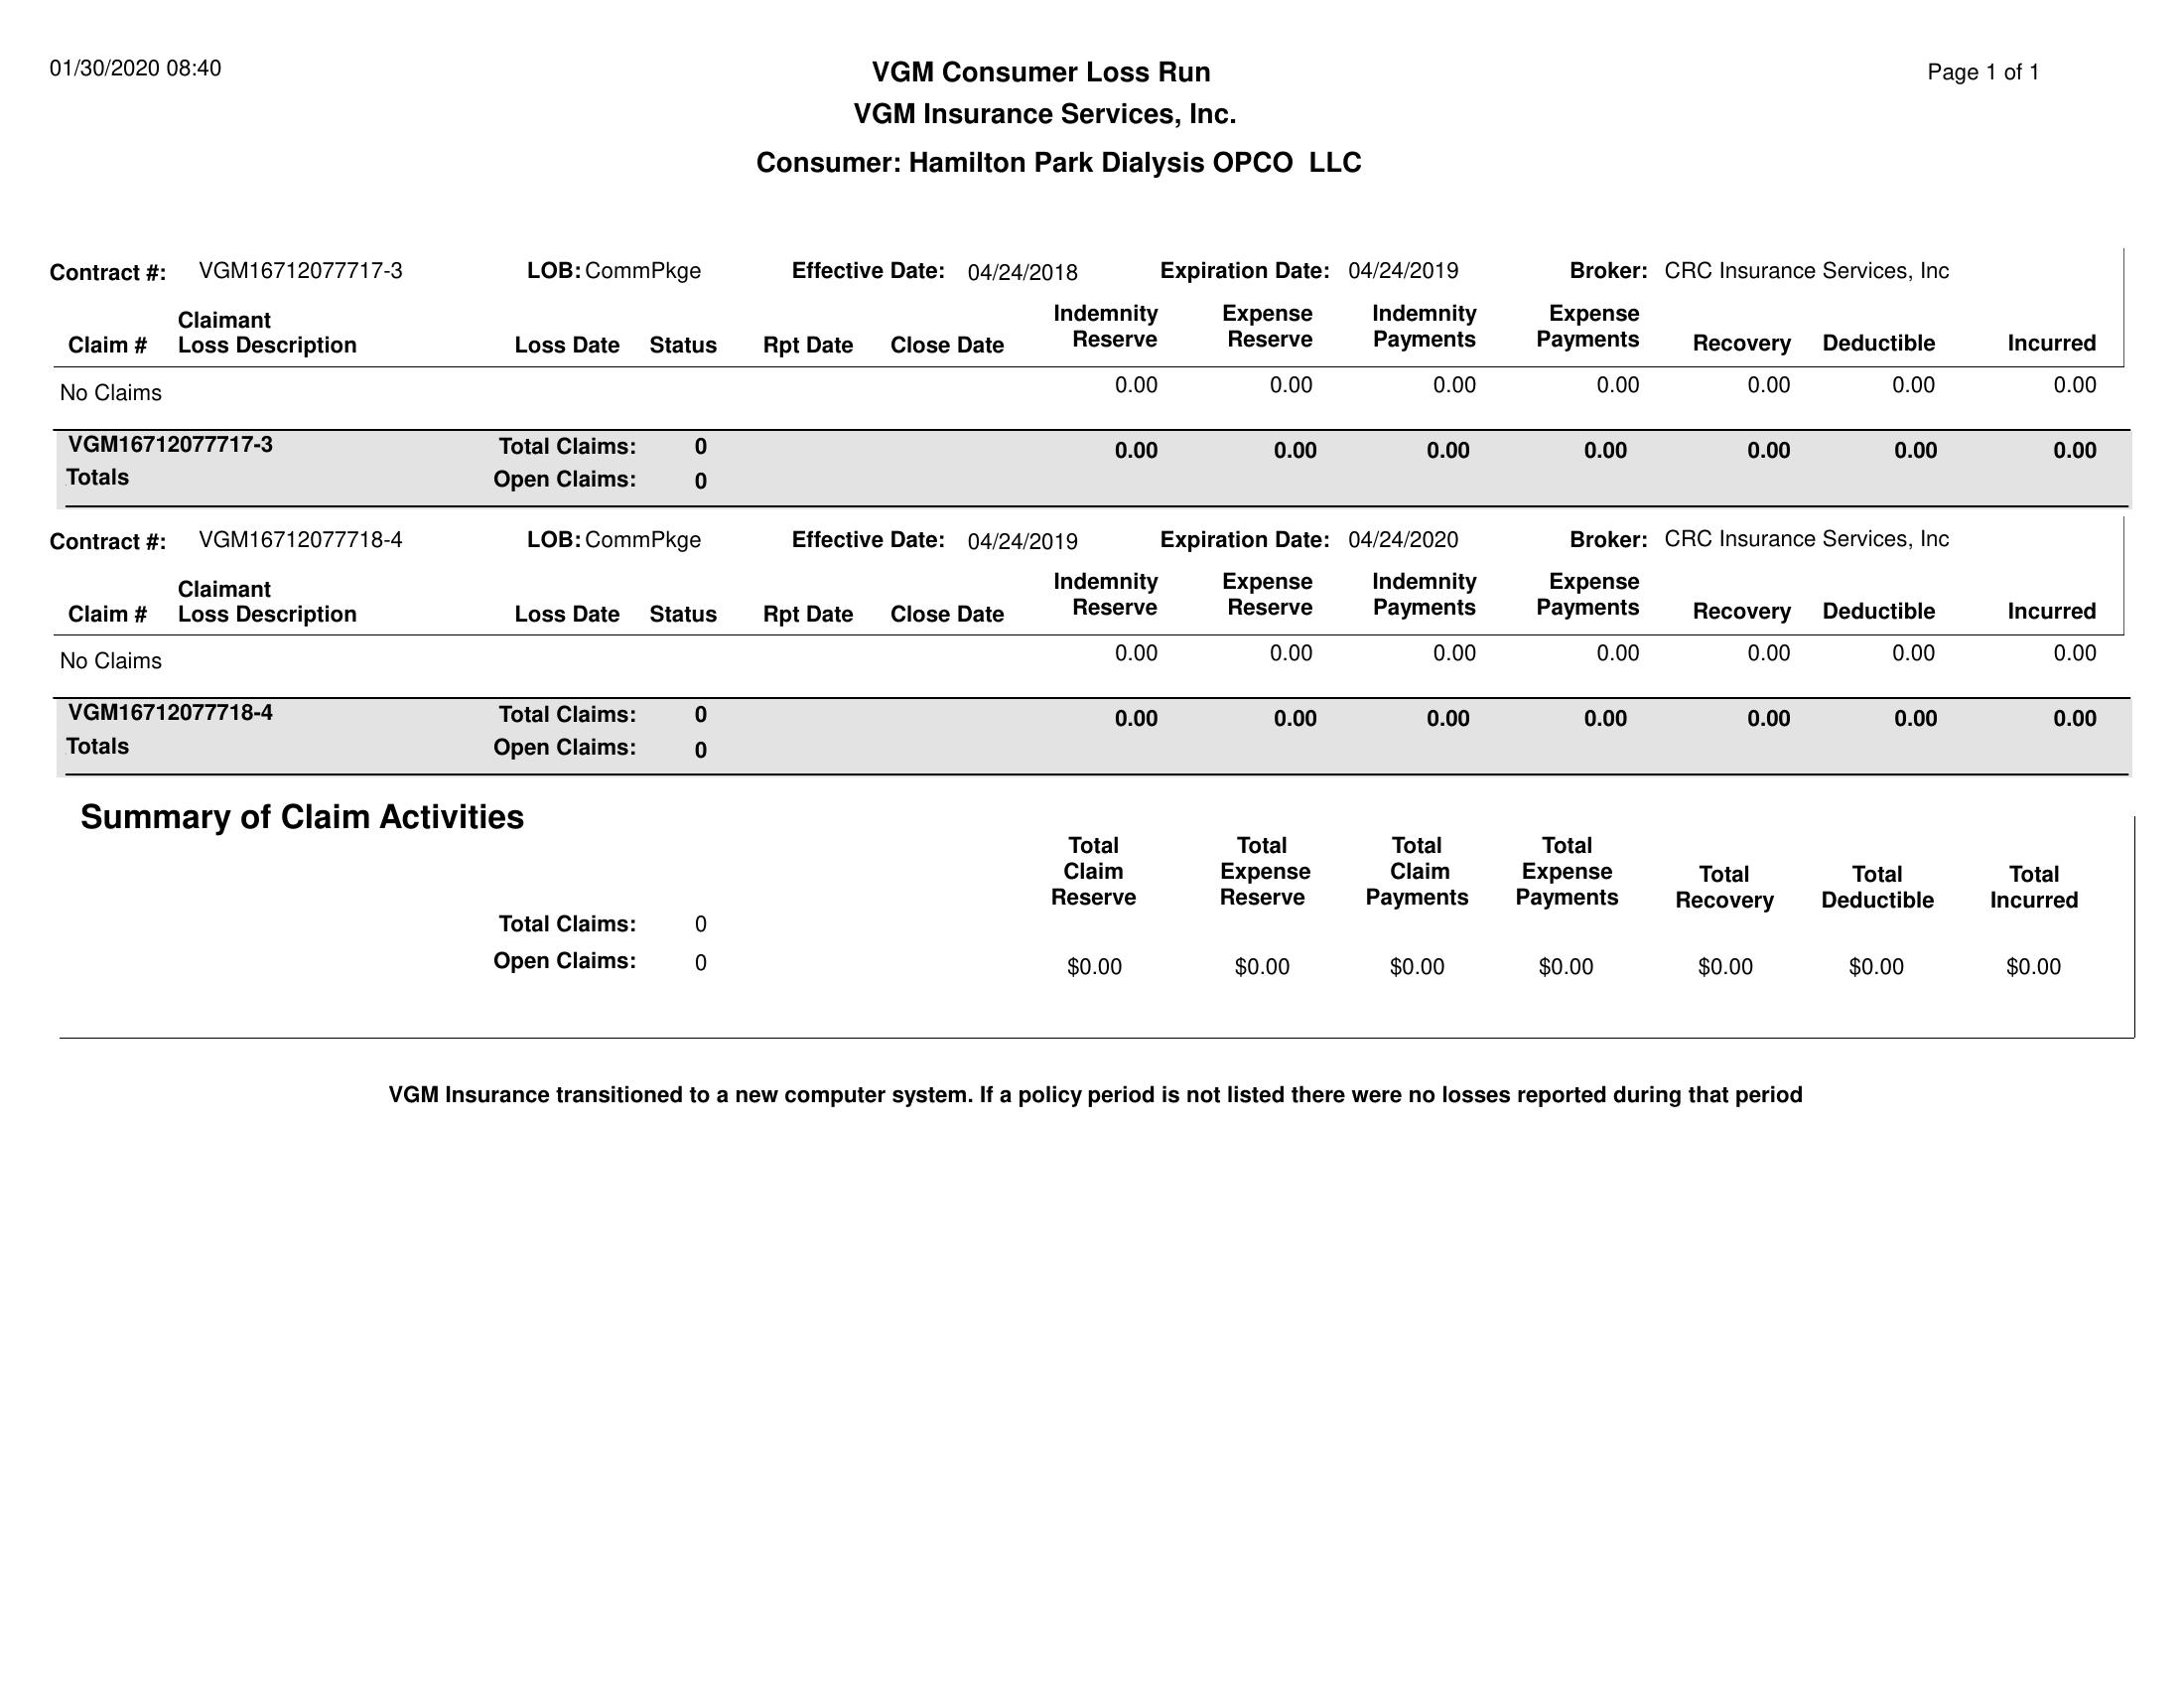 01/30/2020 08:40
VGM Consumer Loss Run
Page 1 of 1
VGM Insurance Services, Inc.
Consumer: Hamilton Park Dialysis OPCO  LLC
Contract #: VGM16712077717-3 LOB: CommPkge Effective Date: 04/24/2018 Expiration Date: 04/24/2019 Broker: CRC Insurance Services, Inc
Claimant Indemnity Expense Indemnity Expense
Claim # Loss Description Loss Date Status Rpt Date Close Date Reserve Reserve Payments Payments Recovery Deductible Incurred
No Claims 0.00 0.00 0.00 0.00 0.00 0.00 0.00
VGM16712077717-3 Total Claims: 0 0.00 0.00 0.00 0.00 0.00 0.00 0.00
Totals Open Claims: 0
Contract #: VGM16712077718-4 LOB: CommPkge Effective Date: 04/24/2019 Expiration Date: 04/24/2020 Broker: CRC Insurance Services, Inc
Claimant Indemnity Expense Indemnity Expense
Claim # Loss Description Loss Date Status Rpt Date Close Date Reserve Reserve Payments Payments Recovery Deductible Incurred
No Claims 0.00 0.00 0.00 0.00 0.00 0.00 0.00
VGM16712077718-4 Total Claims: 0 0.00 0.00 0.00 0.00 0.00 0.00 0.00
Totals Open Claims: 0
Summary of Claim Activities
Total Total Total Total
Claim Expense Claim Expense Total Total Total
Reserve Reserve Payments Payments Recovery Deductible Incurred
Total Claims: 0
Open Claims: 0 $0.00 $0.00 $0.00 $0.00 $0.00 $0.00 $0.00
VGM Insurance transitioned to a new computer system. If a policy period is not listed there were no losses reported during that period